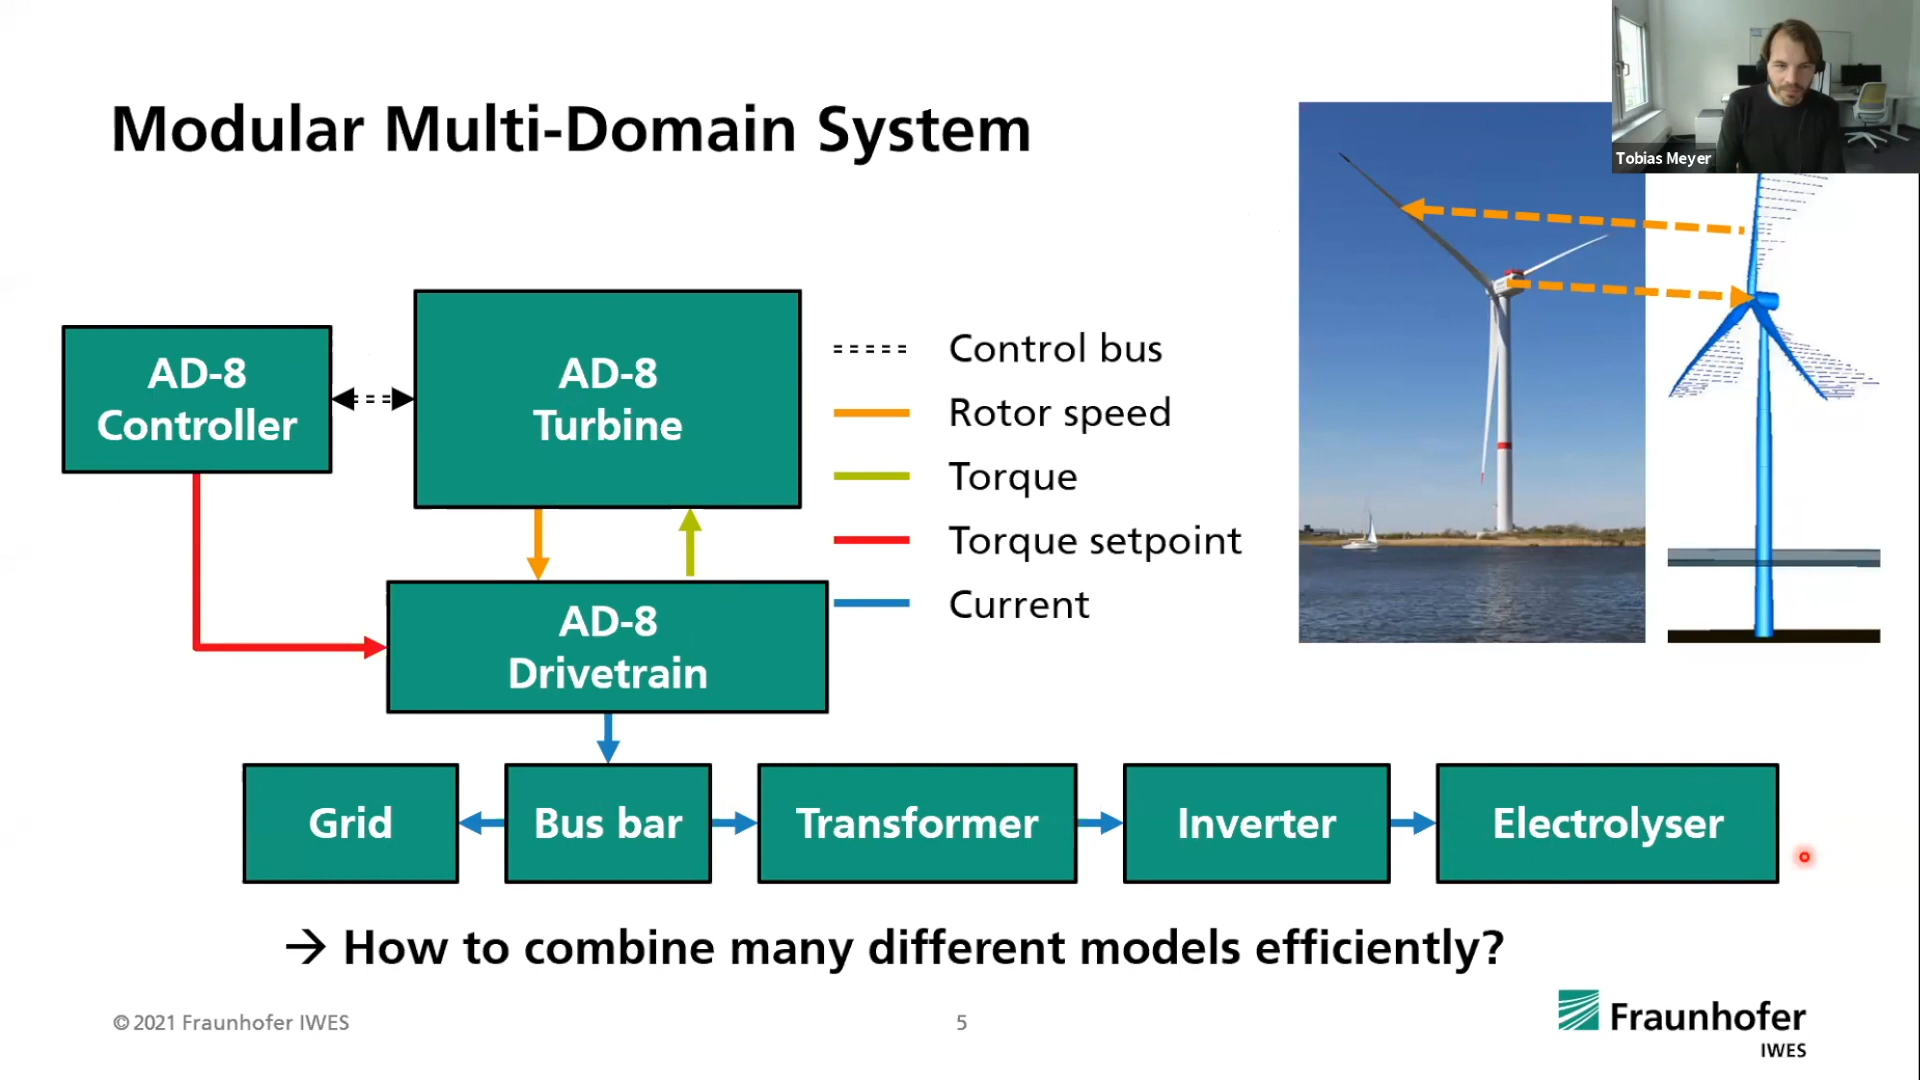 Modular Multi-Domain System
Tobias Meyer
AD-8
Controller
AD-8
Turbine
Control bus
Rotor speed
Torque
Torque setpoint
Current
AD-8
Drivetrain
Grid
Bus bar
Transformer
Inverter
Electrolyser
→ How to combine many different models efficiently?
© 2021 Fraunhofer IWES
5
Fraunhofer
IWES